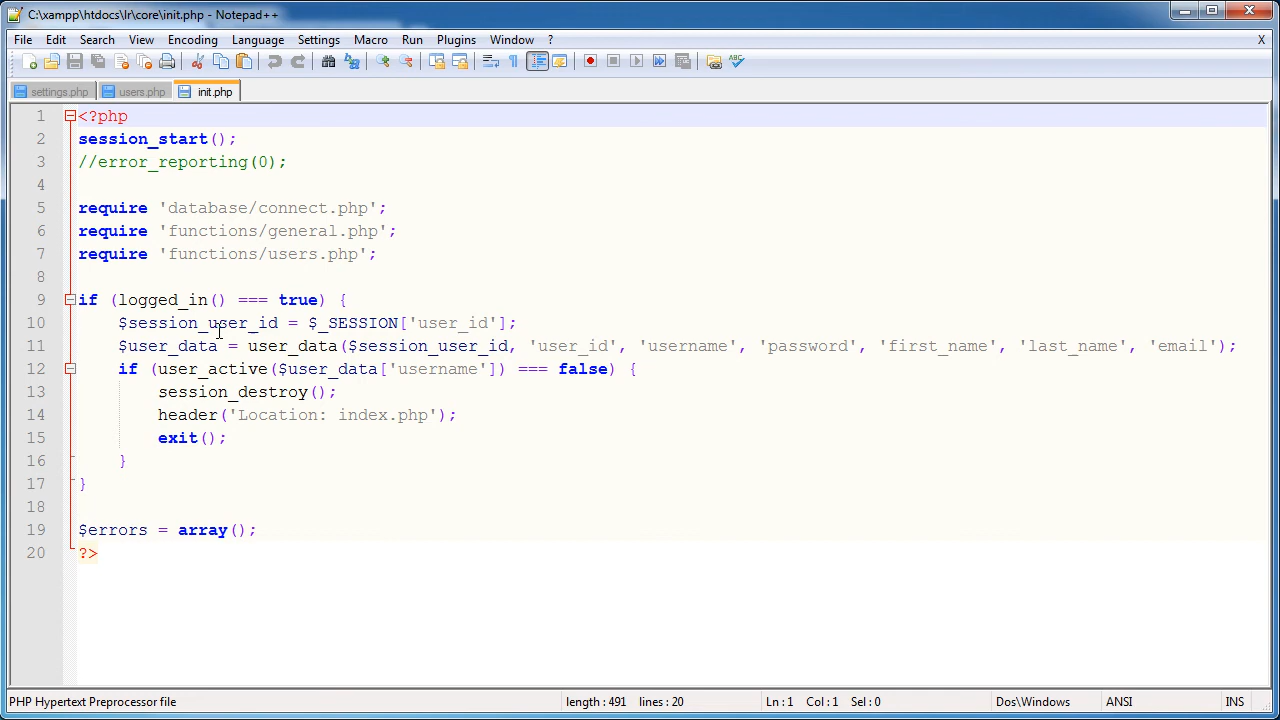 C:\xampp\htdocs\lr\core\init.php - Notepad++
File Edit Search View Encoding Language Settings Macro Run Plugins Window ? X
settings.php users.php init.php
1 <?php
2 session_start();
3 //error_reporting(0);
4
5 require 'database/connect.php';
6 require 'functions/general.php';
7 require 'functions/users.php';
8
9 if (logged_in() === true) {
10 $session_user_id = $_SESSION['user_id'];
11 $user_data = user_data($session_user_id, 'user_id', 'username', 'password', 'first_name', 'last_name', 'email');
12 if (user_active($user_data['username']) === false) {
13 session_destroy();
14 header('Location: index.php');
15 exit();
16 }
17 }
18
19 $errors = array();
20 ?>
PHP Hypertext Preprocessor file length : 491 lines : 20 Ln : 1 Col : 1 Sel : 0 Dos\Windows ANSI INS